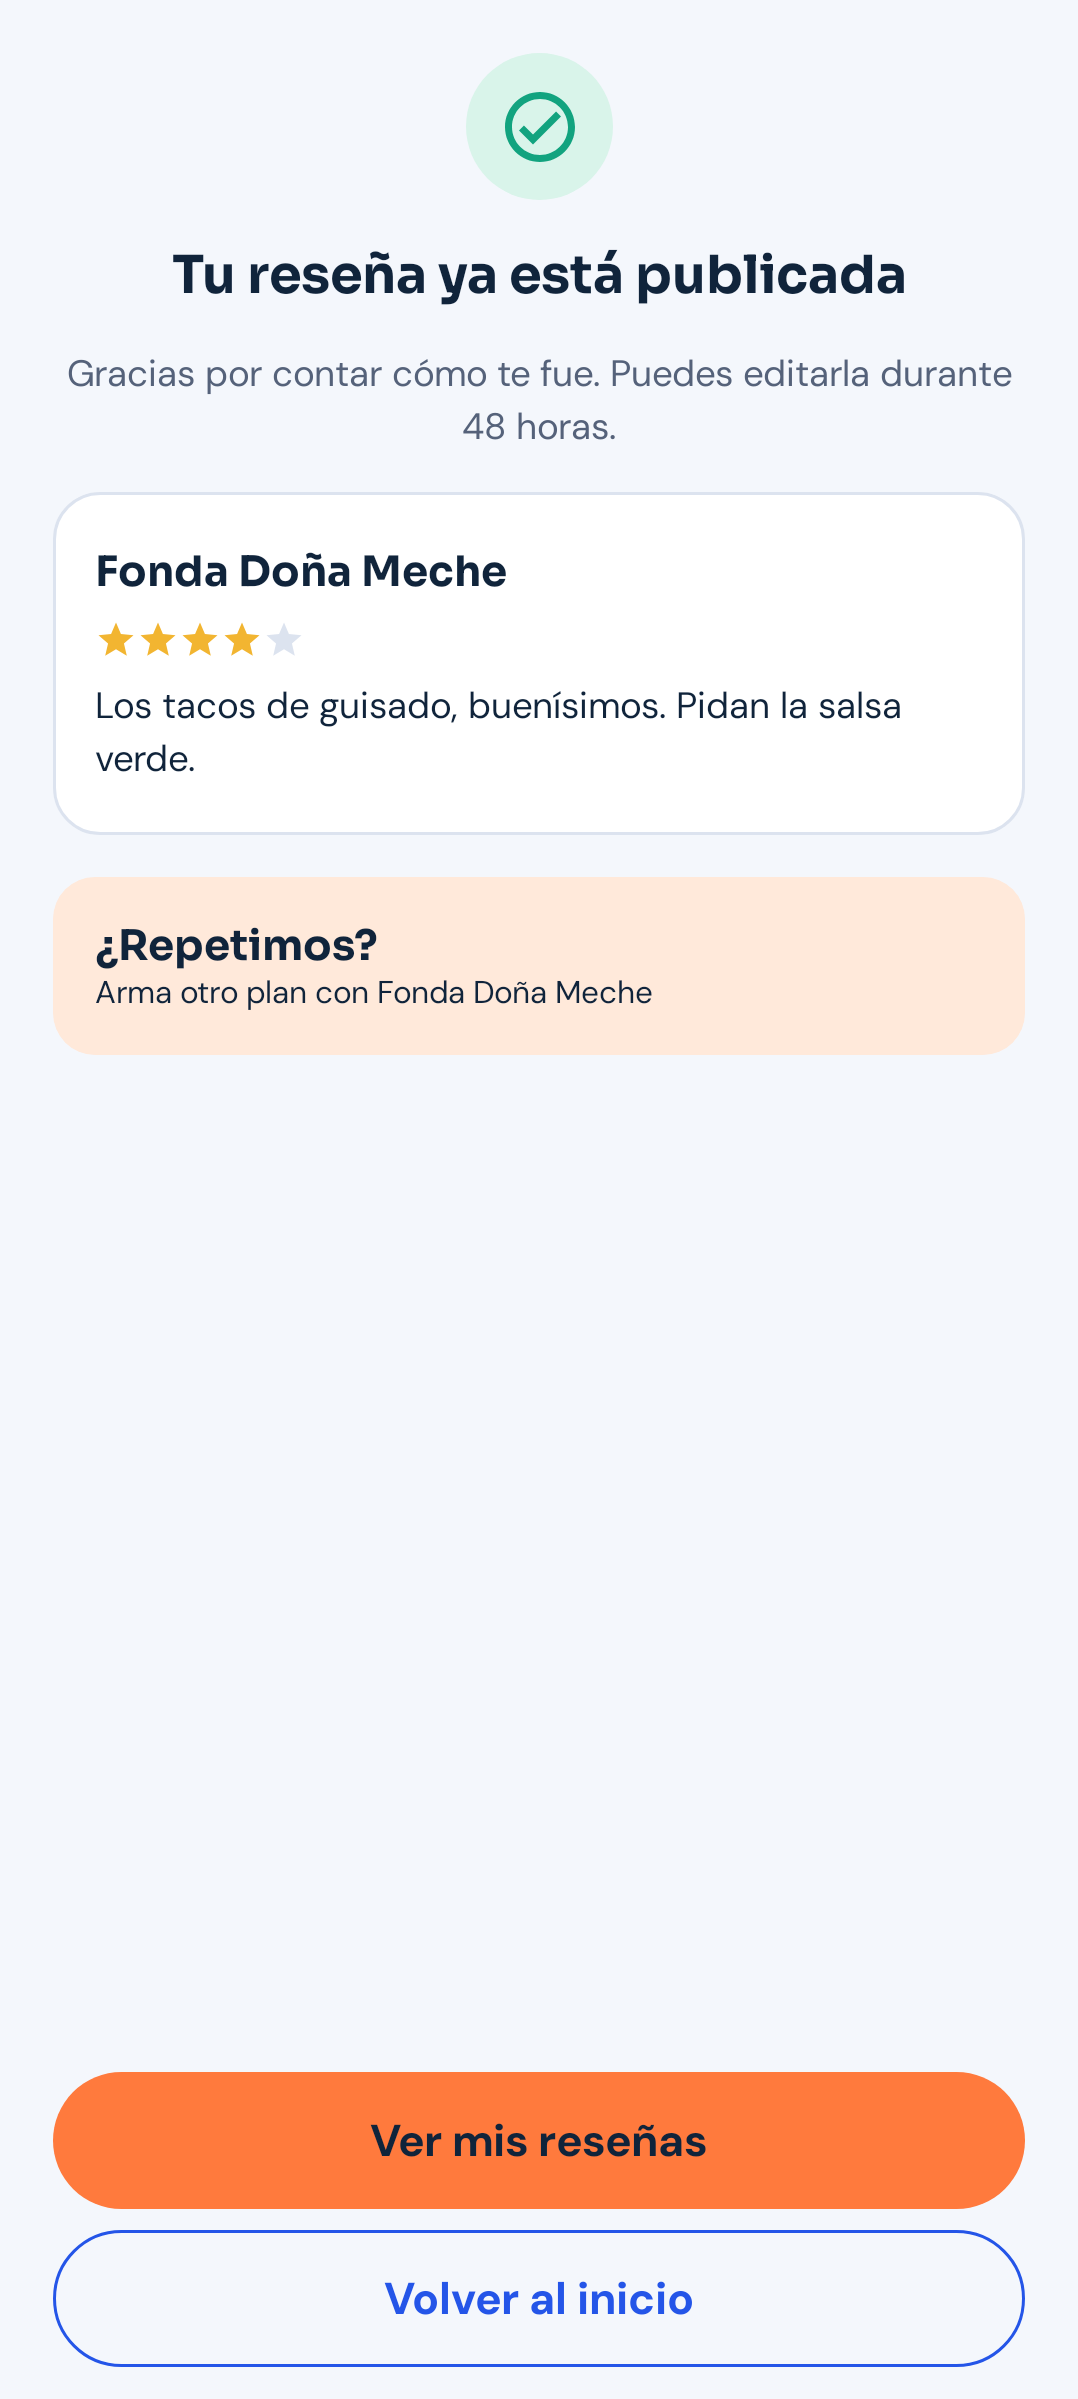 Tu reseña ya está publicada
Gracias por contar cómo te fue. Puedes editarla durante
48 horas.
Fonda Doña Meche
Los tacos de guisado, buenísimos. Pidan la salsa
verde.
¿Repetimos?
Arma otro plan con Fonda Doña Meche
Ver mis reseñas
Volver al inicio